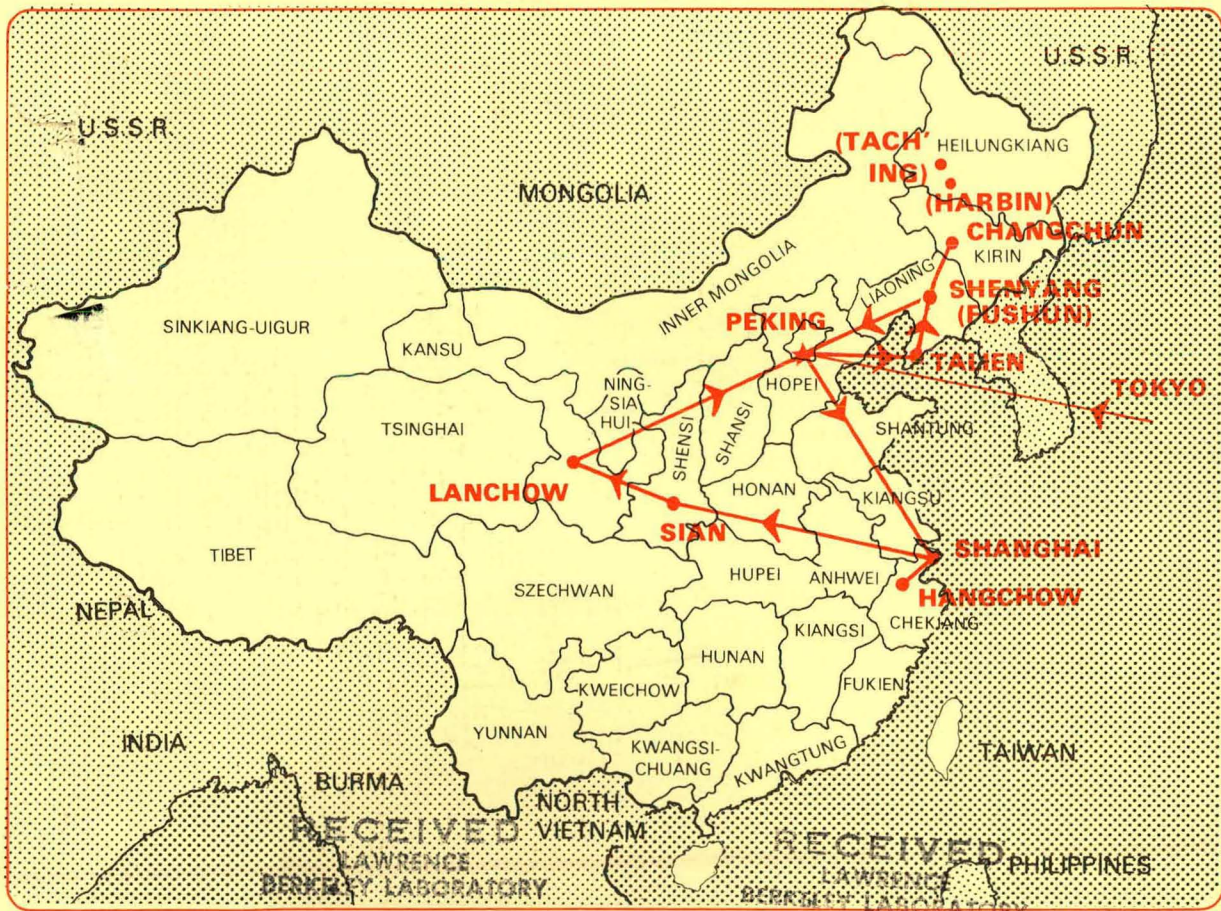 U.S.S.R.
U.S.S.R.
(TACH'
ING)
HEILUNGKIANG
MONGOLIA
(HARBIN)
CHANGCHUN
KIRIN
INNER MONGOLIA
LIAONING
SHENYANG
(FUSHUN)
SINKIANG-UIGUR
PEKING
KANSU
TALIEN
NING-
SIA
HUI
HOPEI
TOKYO
TSINGHAI
SHENSI
SHANSI
SHANTUNG
LANCHOW
HONAN
KIANGSU
SIAN
TIBET
SHANGHAI
SZECHWAN
HUPEI
ANHWEI
HANGCHOW
NEPAL
CHEKIANG
KIANGSI
HUNAN
KWEICHOW
FUKIEN
YUNNAN
INDIA
KWANGSI-
CHUANG
KWANGTUNG
TAIWAN
BURMA
NORTH
VIETNAM
PHILIPPINES
RECEIVED
LAWRENCE
BERKELEY LABORATORY
RECEIVED
LAWRENCE
BERKELEY LABORATORY